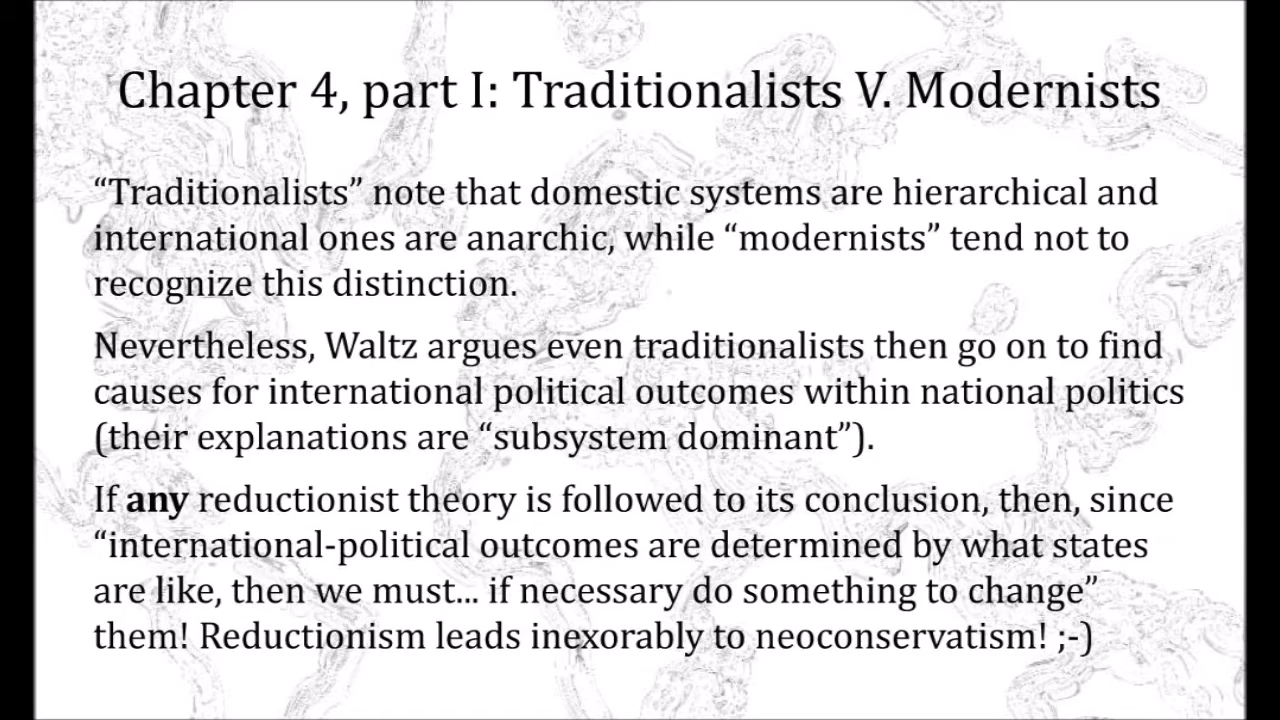 Chapter 4, part I: Traditionalists V. Modernists
“Traditionalists” note that domestic systems are hierarchical and
international ones are anarchic, while “modernists” tend not to
recognize this distinction.
Nevertheless, Waltz argues even traditionalists then go on to find
causes for international political outcomes within national politics
(their explanations are “subsystem dominant”).
If any reductionist theory is followed to its conclusion, then, since
“international-political outcomes are determined by what states
are like, then we must... if necessary do something to change”
them! Reductionism leads inexorably to neoconservatism! ;-)